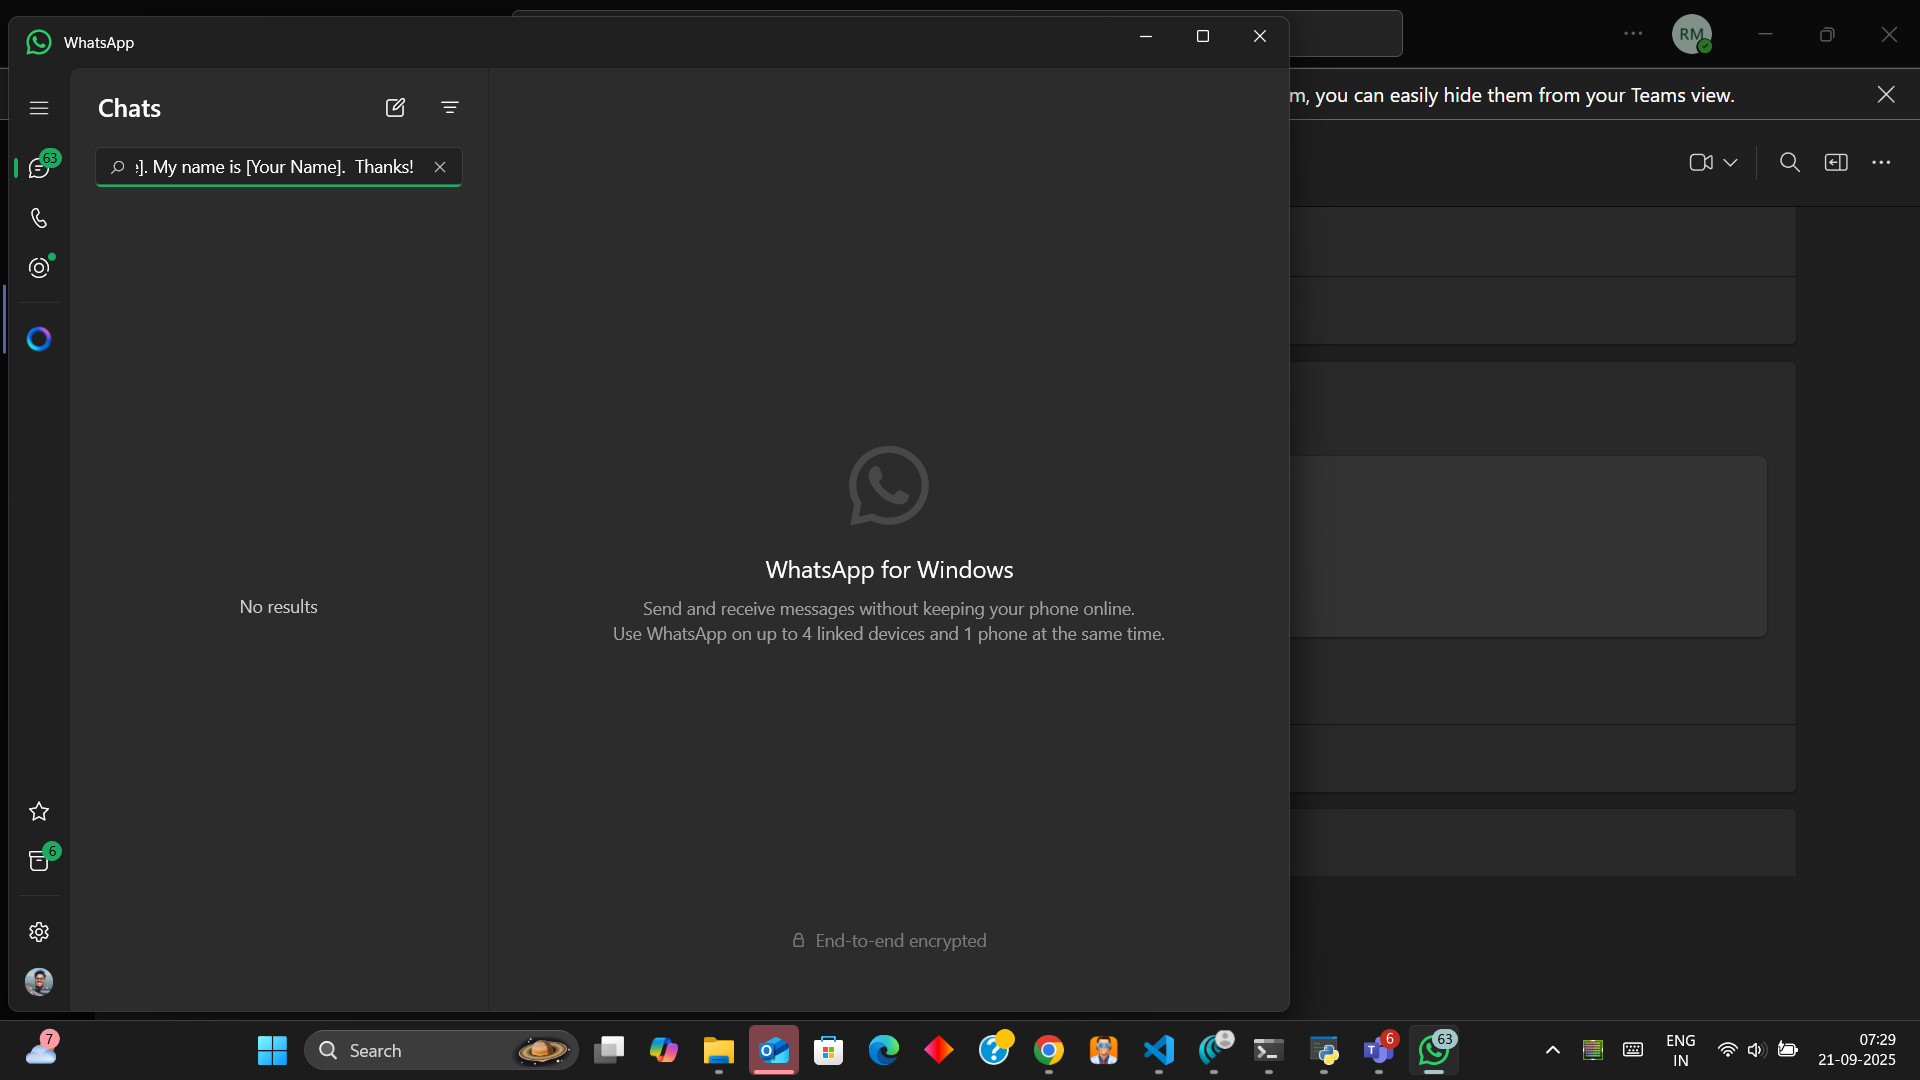 WhatsApp
RM
m, you can easily hide them from your Teams view.
Chats
63
]. My name is [Your Name].  Thanks!
No results
WhatsApp for Windows
Send and receive messages without keeping your phone online.
Use WhatsApp on up to 4 linked devices and 1 phone at the same time.
6
End-to-end encrypted
7
Search
6
63
ENG
IN
07:29
21-09-2025